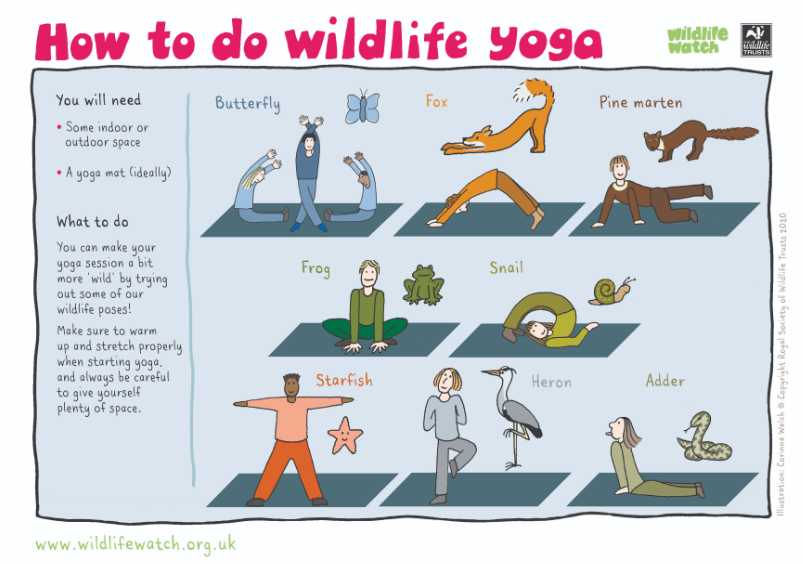 How to do wildlife yoga
wildlife
watch
THE
wildlife
TRUSTS
You will need
• Some indoor or
outdoor space
• A yoga mat (ideally)
What to do
You can make your
yoga session a bit
more 'wild' by trying
out some of our
wildlife poses!
Make sure to warm
up and stretch properly
when starting yoga,
and always be careful
to give yourself
plenty of space.
Butterfly
Fox
Pine marten
Frog
Snail
Starfish
Heron
Adder
Illustration: Corinne Welch © Copyright Royal Society of Wildlife Trusts 2020
www.wildlifewatch.org.uk